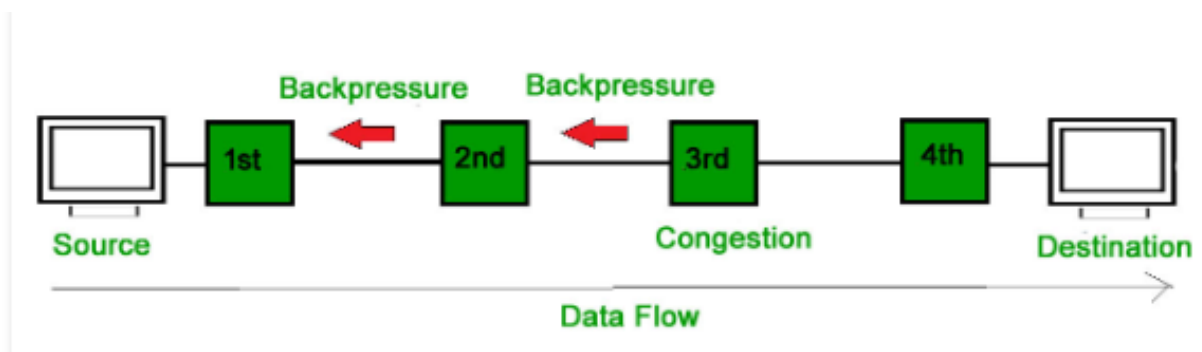 Backpressure Backpressure
1st 2nd 3rd 4th
Source Congestion Destination
Data Flow